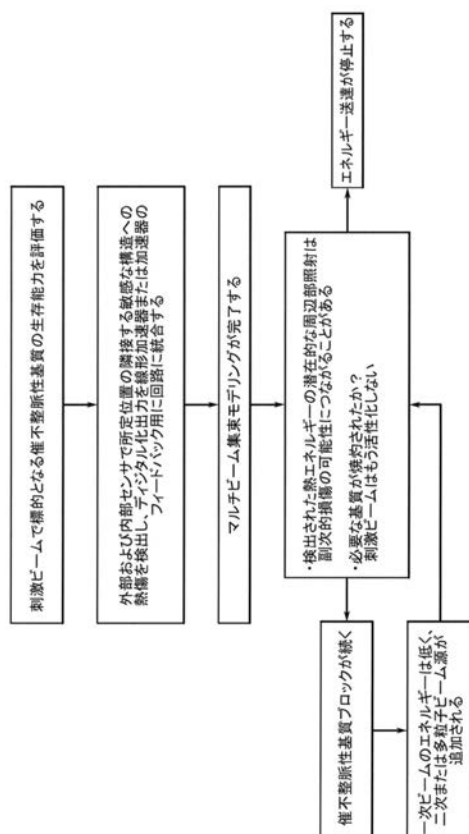 刺激ビームで標的となる催不整脈性基質の生存能力を評価する
外部および内部センサで所定位置の隣接する敏感な構造への
熱傷を検出し、ディジタル化出力を線形加速器または加速器の
フィードバック用に回路に統合する
マルチビーム集束モデリングが完了する
・検出された熱エネルギーの潜在的な周辺部照射は
副次的損傷の可能性につながることがある
・必要な基質が焼灼されたか？
刺激ビームはもう活性化しない
エネルギー送達が停止する
催不整脈性基質ブロックが続く
一次ビームのエネルギーは低く、
二次または多粒子ビーム源が
追加される